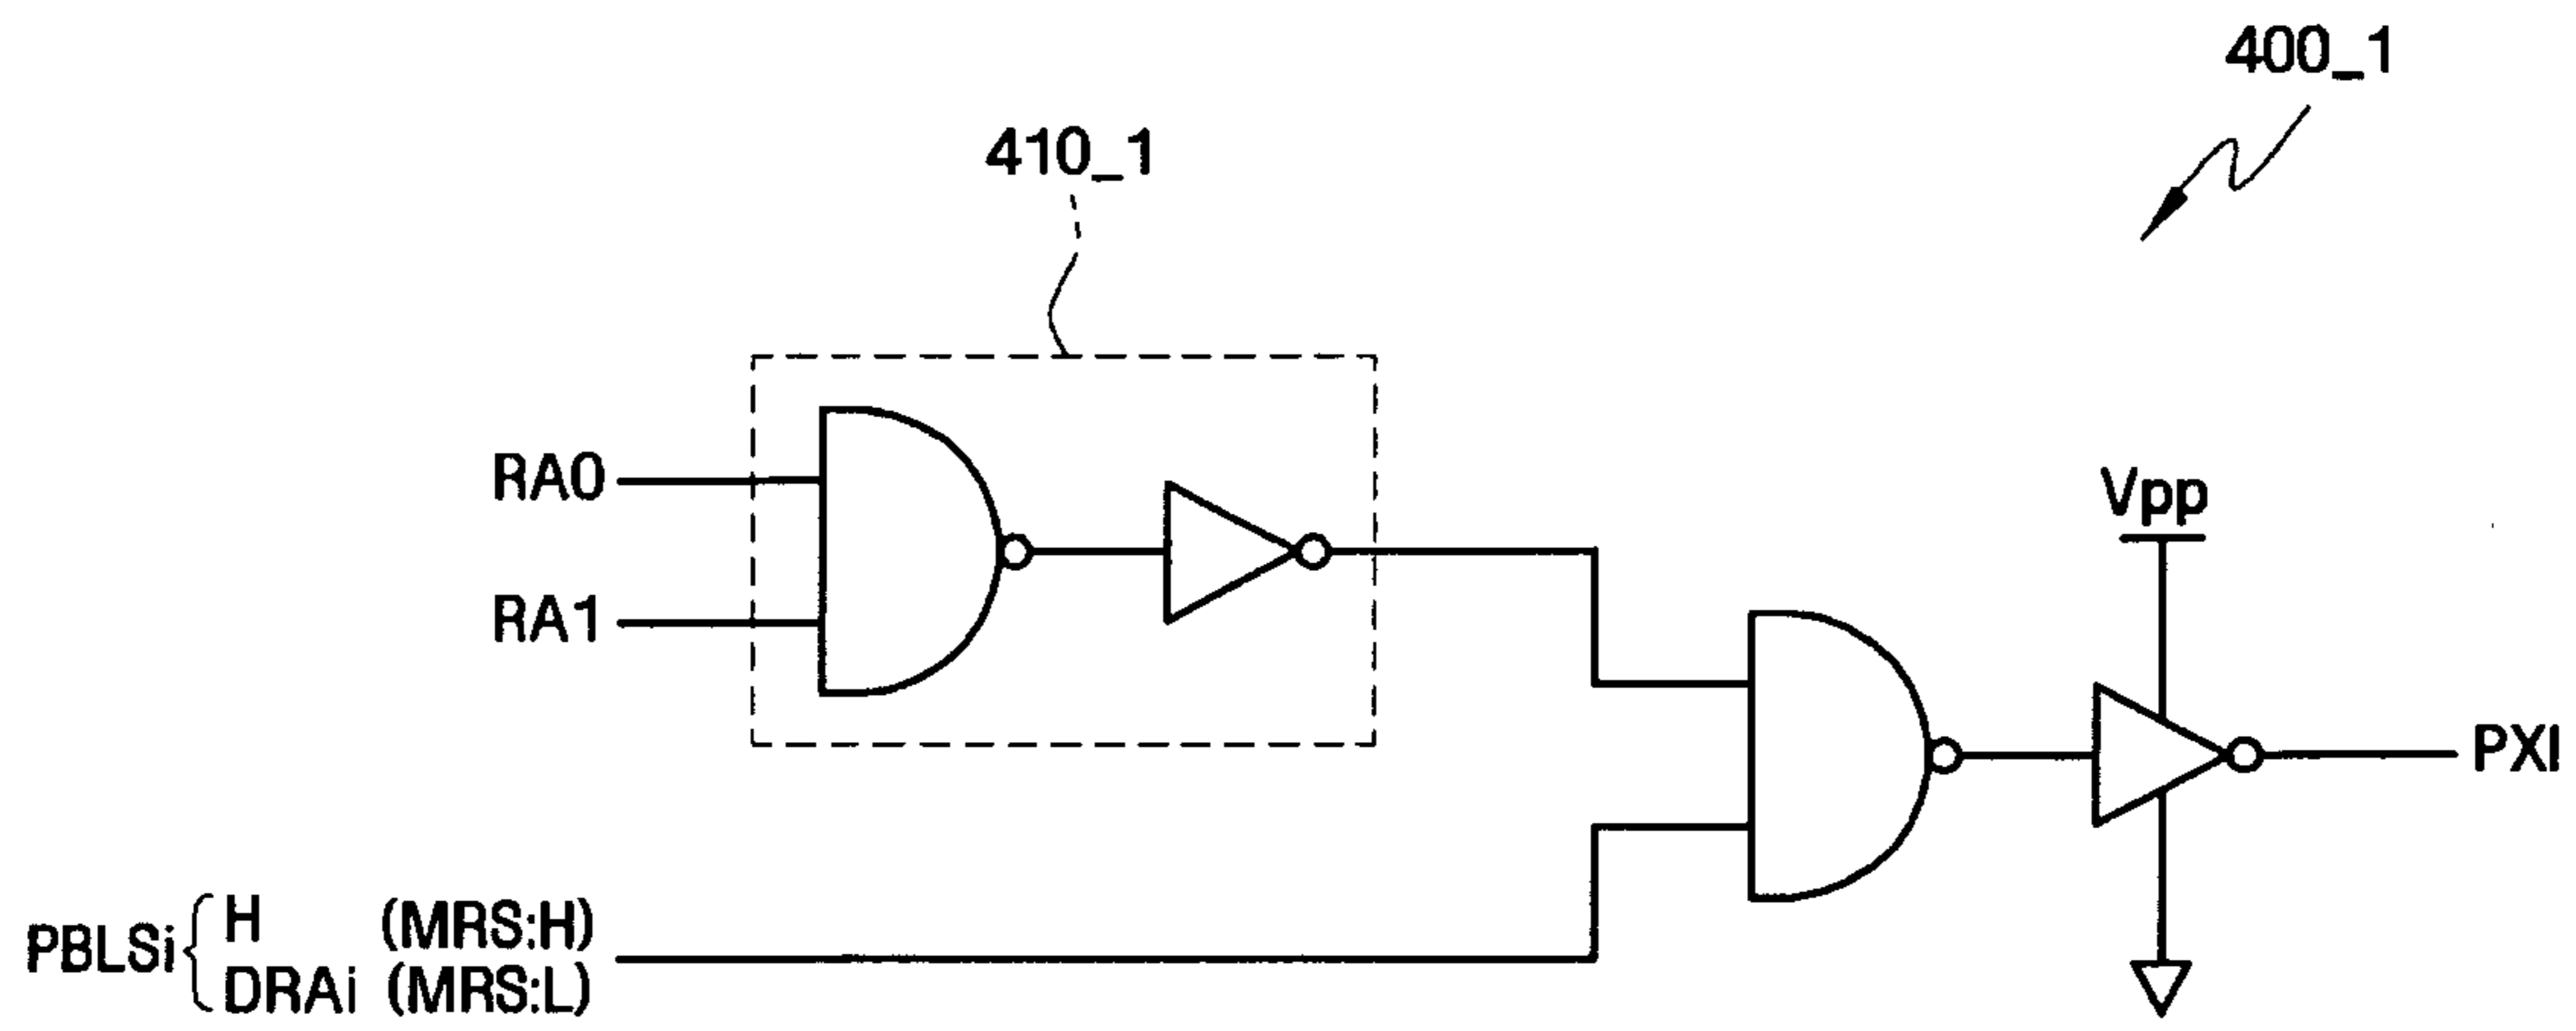 400_1
410_1
RA0
RA1
Vpp
PXI
PBLSi { H (MRS:H)
DRAi (MRS:L)